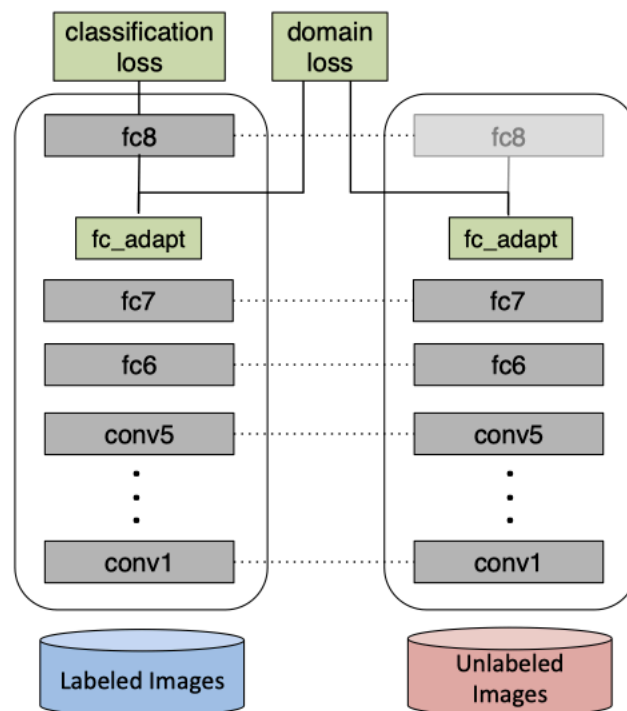 classification
loss
domain
loss
fc8
fc8
fc_adapt
fc_adapt
fc7
fc7
fc6
fc6
conv5
conv5
conv1
conv1
Labeled Images
Unlabeled
Images